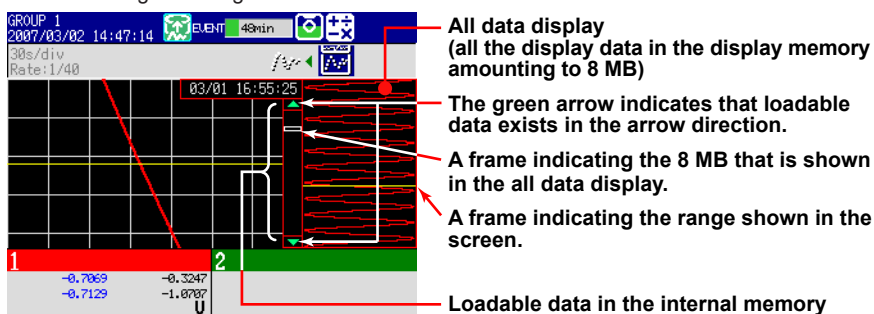 GROUP 1
2007/03/02 14:47:14
EVENT
48min
30s/div
Rate:1/40
03/01 16:55:25
1
2
-0.7069 -0.3247
-0.7129 -1.0707
U
All data display
(all the display data in the display memory
amounting to 8 MB)
The green arrow indicates that loadable
data exists in the arrow direction.
A frame indicating the 8 MB that is shown
in the all data display.
A frame indicating the range shown in the
screen.
Loadable data in the internal memory